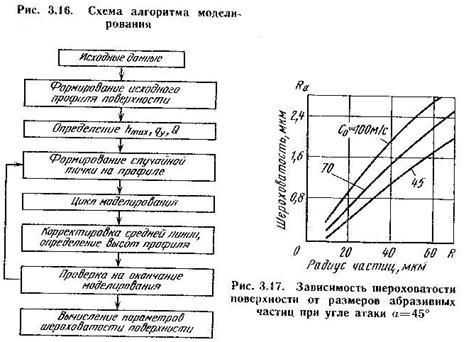 Рис. 3.16. Схема алгоритма модели-
рования
Исходные данные
Формирование исходного
профиля поверхности
Определение hmax, qy, Q
Формирование случайной
точки на профиле
Цикл моделирования
Корректировка средней линии,
определение высот профиля
Проверка на окончание
моделирования
Вычисление параметров
шероховатости поверхности
Ra
2,4
1,6
0,8
Шероховатость, мкм
C₀=100м/с
70
45
0 20 40 60 R
Радиус частиц, мкм
Рис. 3.17. Зависимость шероховатости
поверхности от размеров абразивных
частиц при угле атаки α=45°